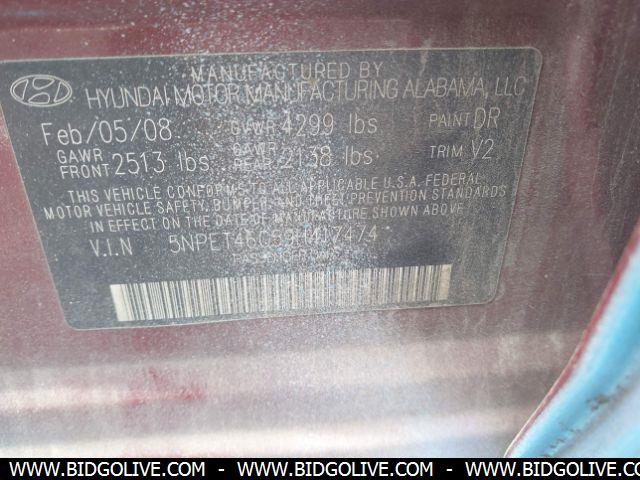 MANUFACTURED BY
HYUNDAI MOTOR MANUFACTURING ALABAMA, LLC
Feb/05/08 GVWR 4299 lbs PAINT DR
GAWR FRONT 2513 lbs GAWR REAR 2138 lbs TRIM V2
THIS VEHICLE CONFORMS TO ALL APPLICABLE U.S.A. FEDERAL
MOTOR VEHICLE SAFETY, BUMPER, AND THEFT PREVENTION STANDARDS
IN EFFECT ON THE DATE OF MANUFACTURE SHOWN ABOVE.
V.I.N
PASSENGER CAR
WWW.BIDGOLIVE.COM - WWW.BIDGOLIVE.COM - WWW.BIDGOLIVE.COM